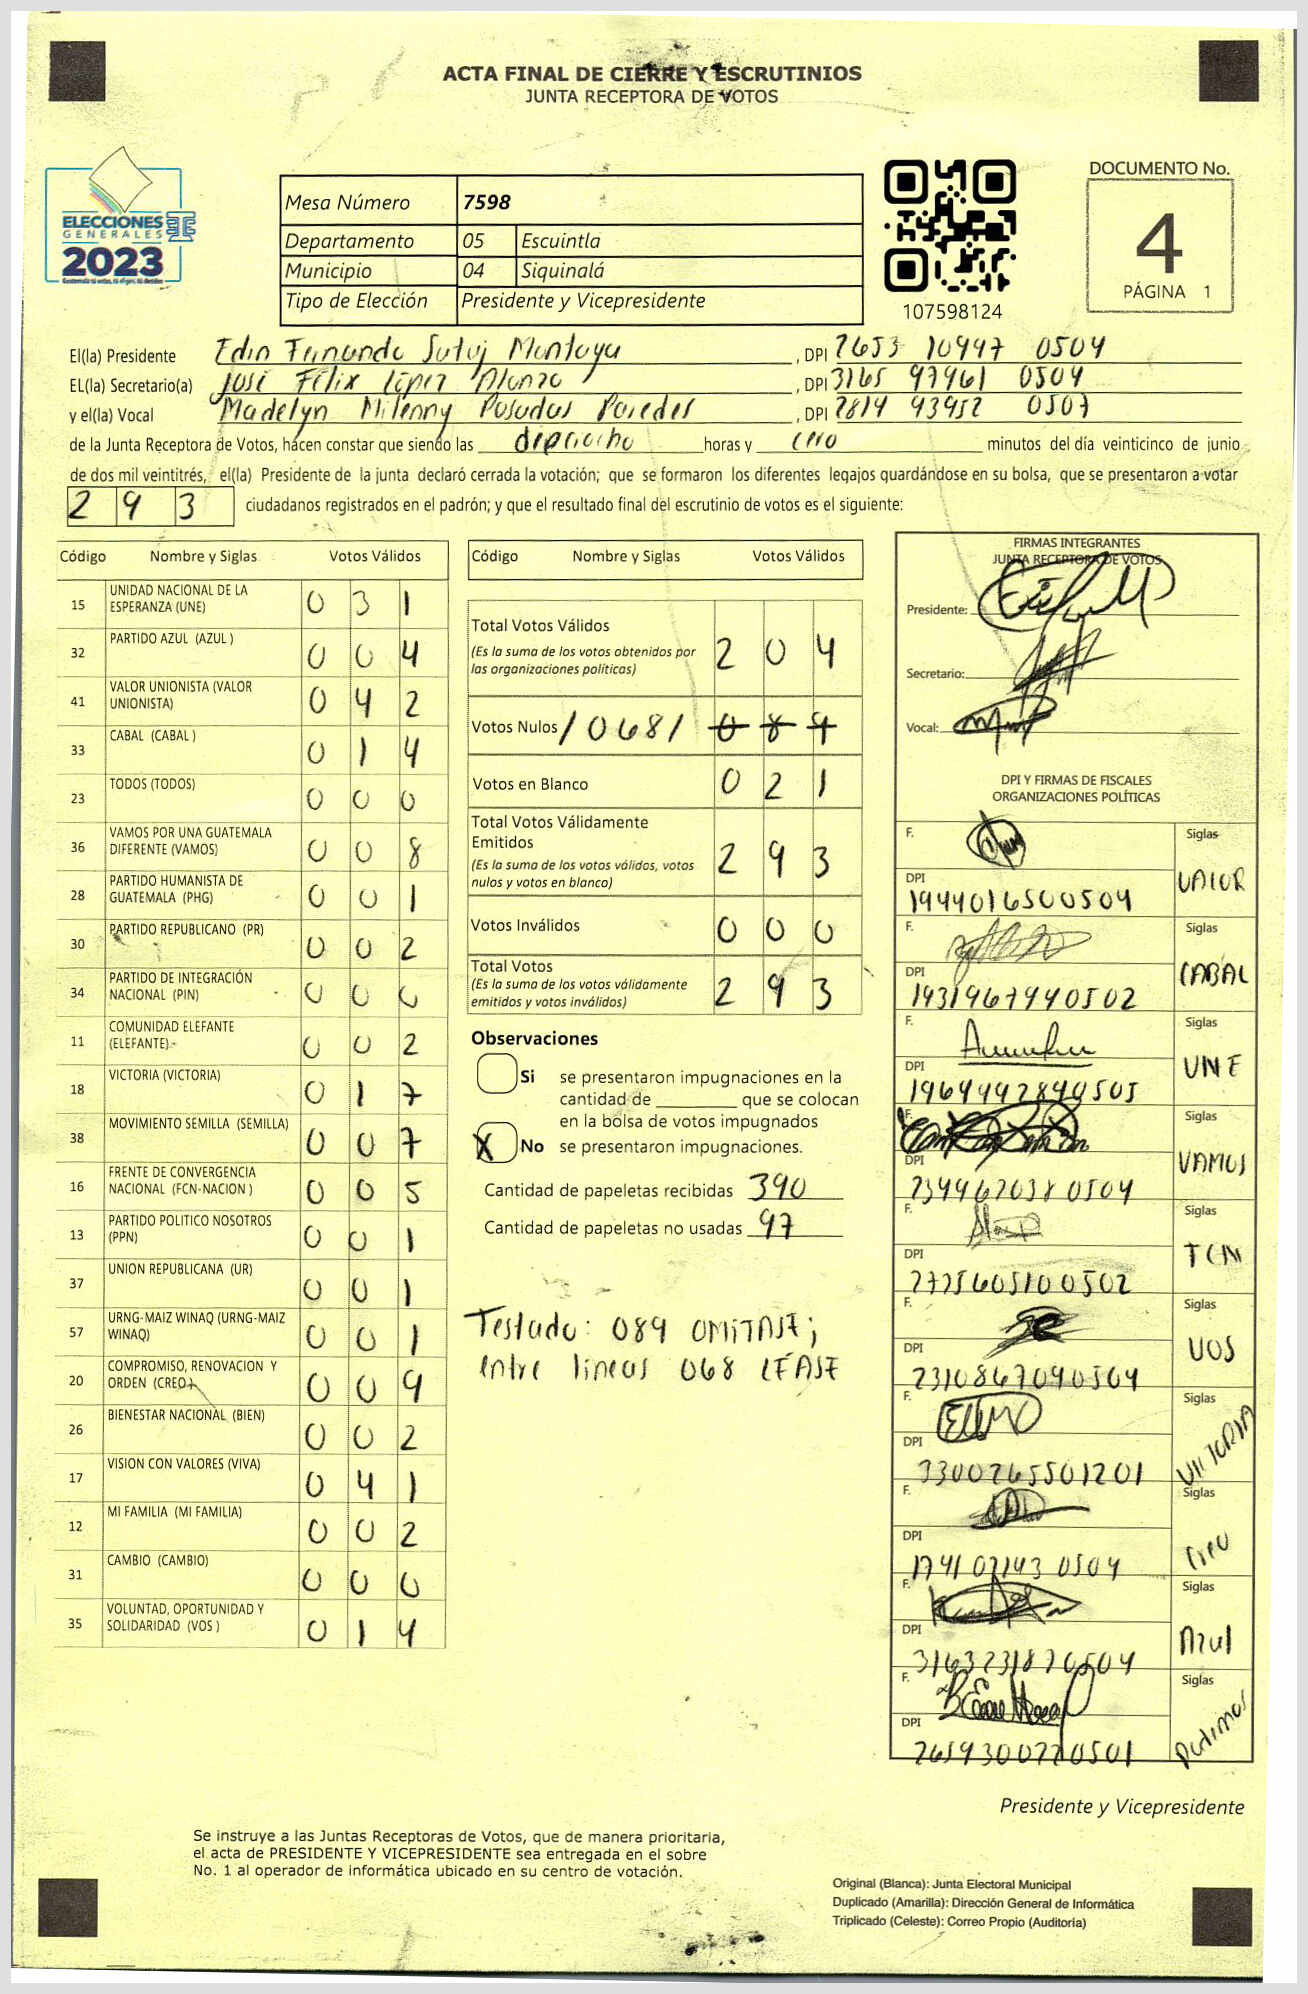 ACTA FINAL DE CIERRE Y ESCRUTINIOS
JUNTA RECEPTORA DE VOTOS
ELECCIONES
GENERALES
2023
Mesa Número 7598
Departamento 05 Escuintla
Municipio 04 Siquinalá
Tipo de Elección Presidente y Vicepresidente
107598124
DOCUMENTO No.
4
PÁGINA 1
El(la) Presidente Edin Fernando Sutuj Montoya, DPI 2653 10947 0504
EL(la) Secretario(a) José Félix López Alonzo, DPI 3165 97961 0504
y el(la) Vocal Madelyn Milenny Posadas Paredes, DPI 2814 43952 0507
de la Junta Receptora de Votos, hacen constar que siendo las dieciocho horas y cero minutos del día veinticinco de junio
de dos mil veintitrés, el(la) Presidente de la junta declaró cerrada la votación; que se formaron los diferentes legajos quardándose en su bolsa, que se presentaron a votar
293 ciudadanos registrados en el padrón; y que el resultado final del escrutinio de votos es el siguiente:
Código Nombre y Siglas Votos Válidos
15 UNIDAD NACIONAL DE LA ESPERANZA (UNE) 0 3 1
32 PARTIDO AZUL (AZUL ) 0 0 4
41 VALOR UNIONISTA (VALOR UNIONISTA) 0 4 2
33 CABAL (CABAL ) 0 1 4
23 TODOS (TODOS) 0 0 0
36 VAMOS POR UNA GUATEMALA DIFERENTE (VAMOS) 0 0 8
28 PARTIDO HUMANISTA DE GUATEMALA (PHG) 0 0 1
30 PARTIDO REPUBLICANO (PR) 0 0 2
34 PARTIDO DE INTEGRACIÓN NACIONAL (PIN) 0 0 0
11 COMUNIDAD ELEFANTE (ELEFANTE) 0 0 2
18 VICTORIA (VICTORIA) 0 1 7
38 MOVIMIENTO SEMILLA (SEMILLA) 0 0 7
16 FRENTE DE CONVERGENCIA NACIONAL (FCN-NACION ) 0 0 5
13 PARTIDO POLITICO NOSOTROS (PPN) 0 0 1
37 UNION REPUBLICANA (UR) 0 0 1
57 URNG-MAIZ WINAQ (URNG-MAIZ WINAQ) 0 0 1
20 COMPROMISO, RENOVACION Y ORDEN (CREO) 0 0 9
26 BIENESTAR NACIONAL (BIEN) 0 0 2
17 VISION CON VALORES (VIVA) 0 4 1
12 MI FAMILIA (MI FAMILIA) 0 0 2
31 CAMBIO (CAMBIO) 0 0 0
35 VOLUNTAD, OPORTUNIDAD Y SOLIDARIDAD (VOS ) 0 1 4
Código Nombre y Siglas Votos Válidos
Total Votos Válidos 2 0 4
(Es la suma de los votos obtenidos por
las organizaciones políticas)
Votos Nulos /068/ 089
Votos en Blanco 0 2 1
Total Votos Válidamente
Emitidos 2 9 3
(Es la suma de los votos válidos, votos
nulos y votos en blanco)
Votos Inválidos 0 0 0
Total Votos 2 9 3
(Es la suma de los votos válidamente
emitidos y votos inválidos)
Observaciones
Si se presentaron impugnaciones en la
cantidad de ________ que se colocan
en la bolsa de votos impugnados
X No se presentaron impugnaciones.
Cantidad de papeletas recibidas 390
Cantidad de papeletas no usadas 97
Testado: 089 OMITASE;
entre lineas 068 LEASE
FIRMAS INTEGRANTES
JUNTA RECEPTORA DE VOTOS
Presidente:
Secretario:
Vocal:
DPI Y FIRMAS DE FISCALES
ORGANIZACIONES POLÍTICAS
F. Siglas
DPI 1944016500504 VALOR
F. Siglas
DPI 1931967940502 CABAL
F. Siglas
DPI 1964992890505 UNE
F. Siglas
DPI 2344620380504 VAMOS
F. Siglas
DPI 2725605100502
F. Siglas
DPI 2310867090504 VOS
F. Siglas
DPI 3300265501201 VICTORIA
F. Siglas
DPI 1741021430504 Creo
F. Siglas
DPI 3163231870504 Azul
F. Siglas
DPI 2659300720501 Podemos
Presidente y Vicepresidente
Se instruye a las Juntas Receptoras de Votos, que de manera prioritaria,
el acta de PRESIDENTE Y VICEPRESIDENTE sea entregada en el sobre
No. 1 al operador de informática ubicado en su centro de votación.
Original (Blanca): Junta Electoral Municipal
Duplicado (Amarilla): Dirección General de Informática
Triplicado (Celeste): Correo Propio (Auditoría)